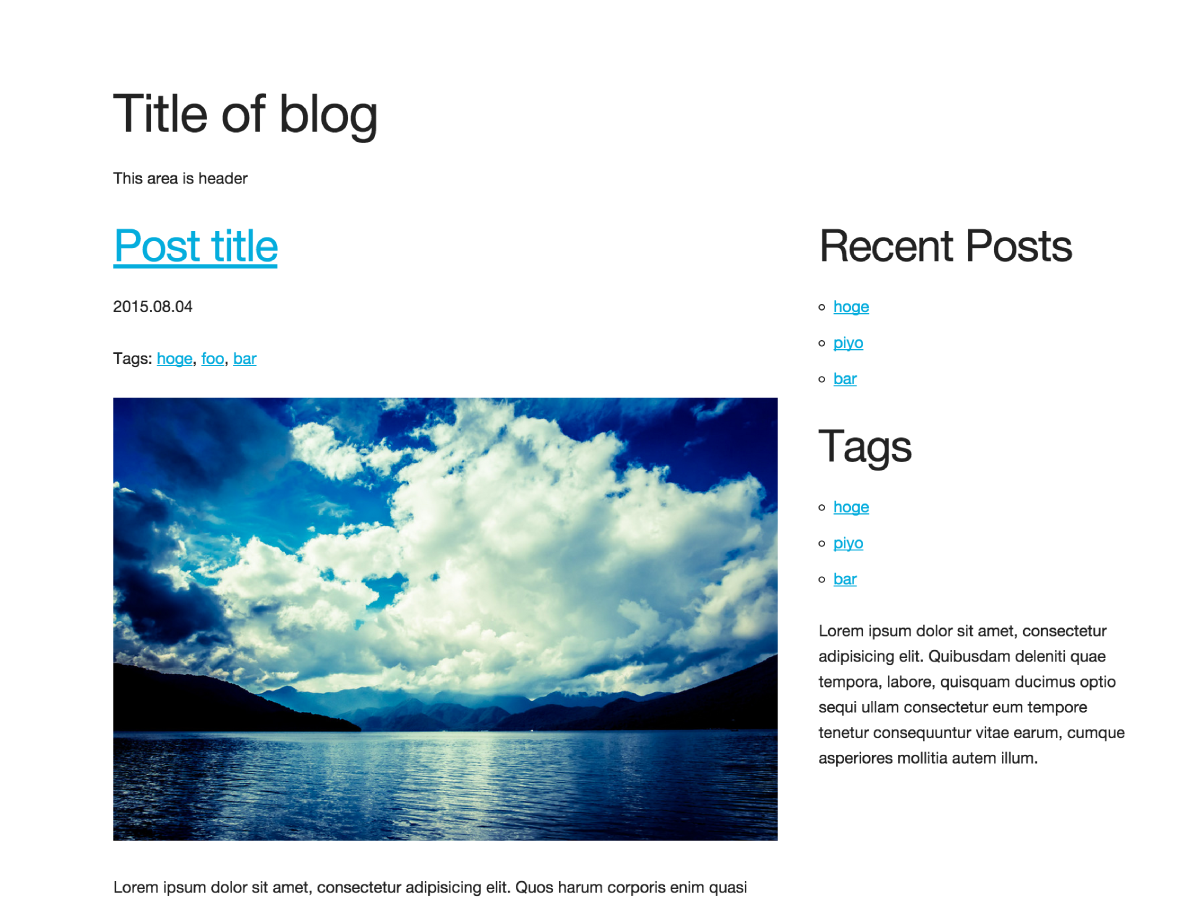 Title of blog
This area is header
Post title
2015.08.04
Tags: hoge, foo, bar
Lorem ipsum dolor sit amet, consectetur adipisicing elit. Quos harum corporis enim quasi
Recent Posts
hoge
piyo
bar
Tags
hoge
piyo
bar
Lorem ipsum dolor sit amet, consectetur
adipisicing elit. Quibusdam deleniti quae
tempora, labore, quisquam ducimus optio
sequi ullam consectetur eum tempore
tenetur consequuntur vitae earum, cumque
asperiores mollitia autem illum.